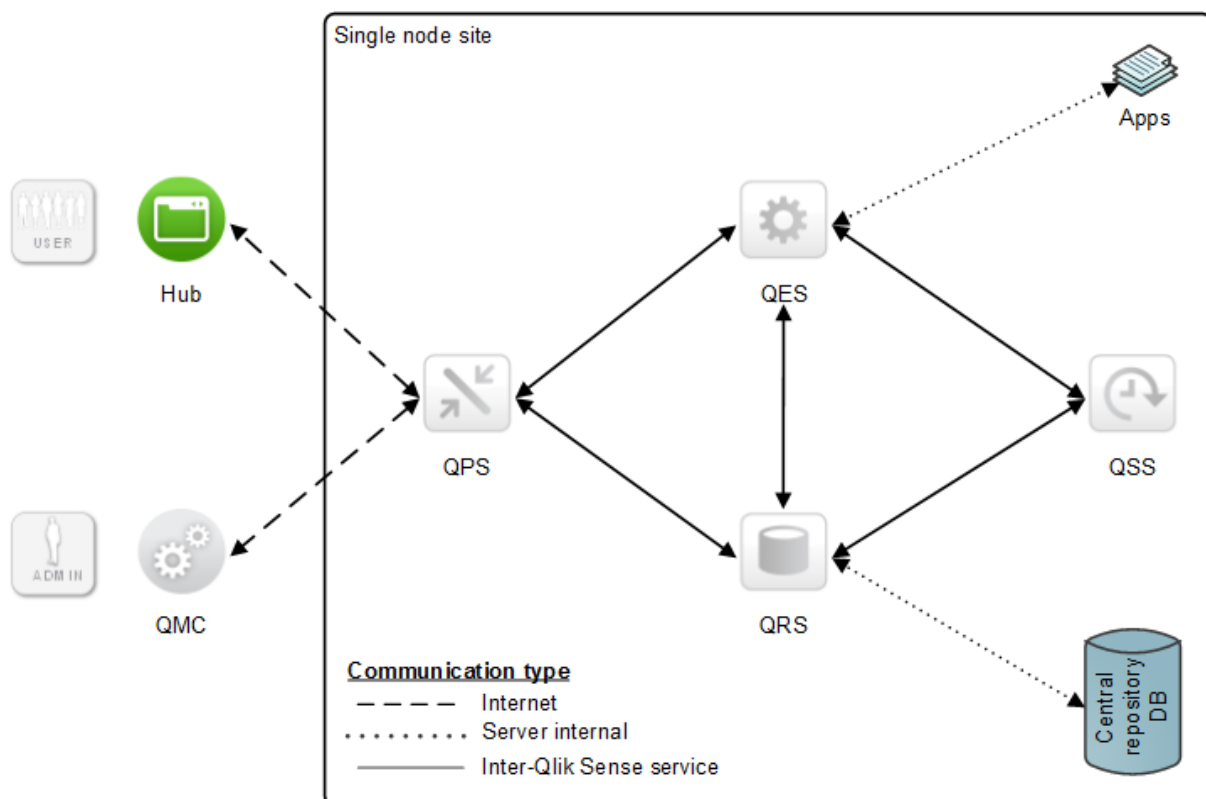 Single node site
Apps
USER
Hub
QES
QPS
QSS
ADMIN
QMC
QRS
Communication type
Internet
Server internal
Inter-Qlik Sense service
Central
repository
DB